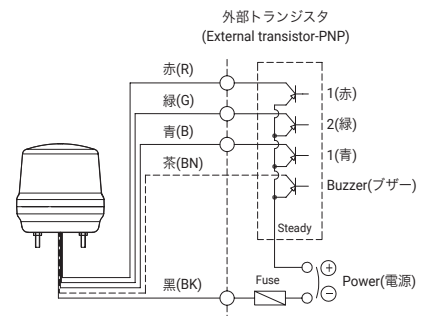 外部トランジスタ
(External transistor-PNP)
赤(R)
1(赤)
緑(G)
2(緑)
青(B)
1(青)
茶(BN)
Buzzer(ブザー)
Steady
黒(BK)
Fuse
+
Power(電源)
−